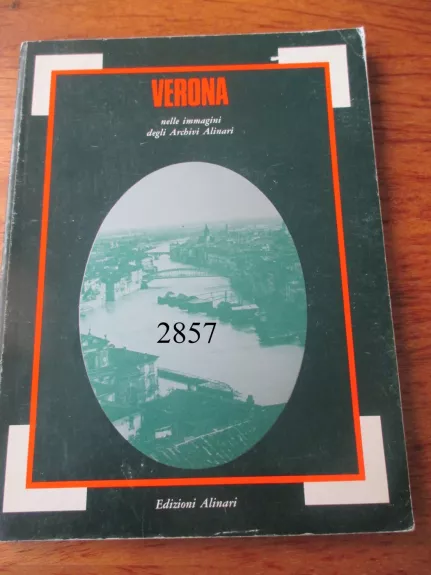 VERONA
nelle immagini
degli Archivi Alinari
2857
Edizioni Alinari